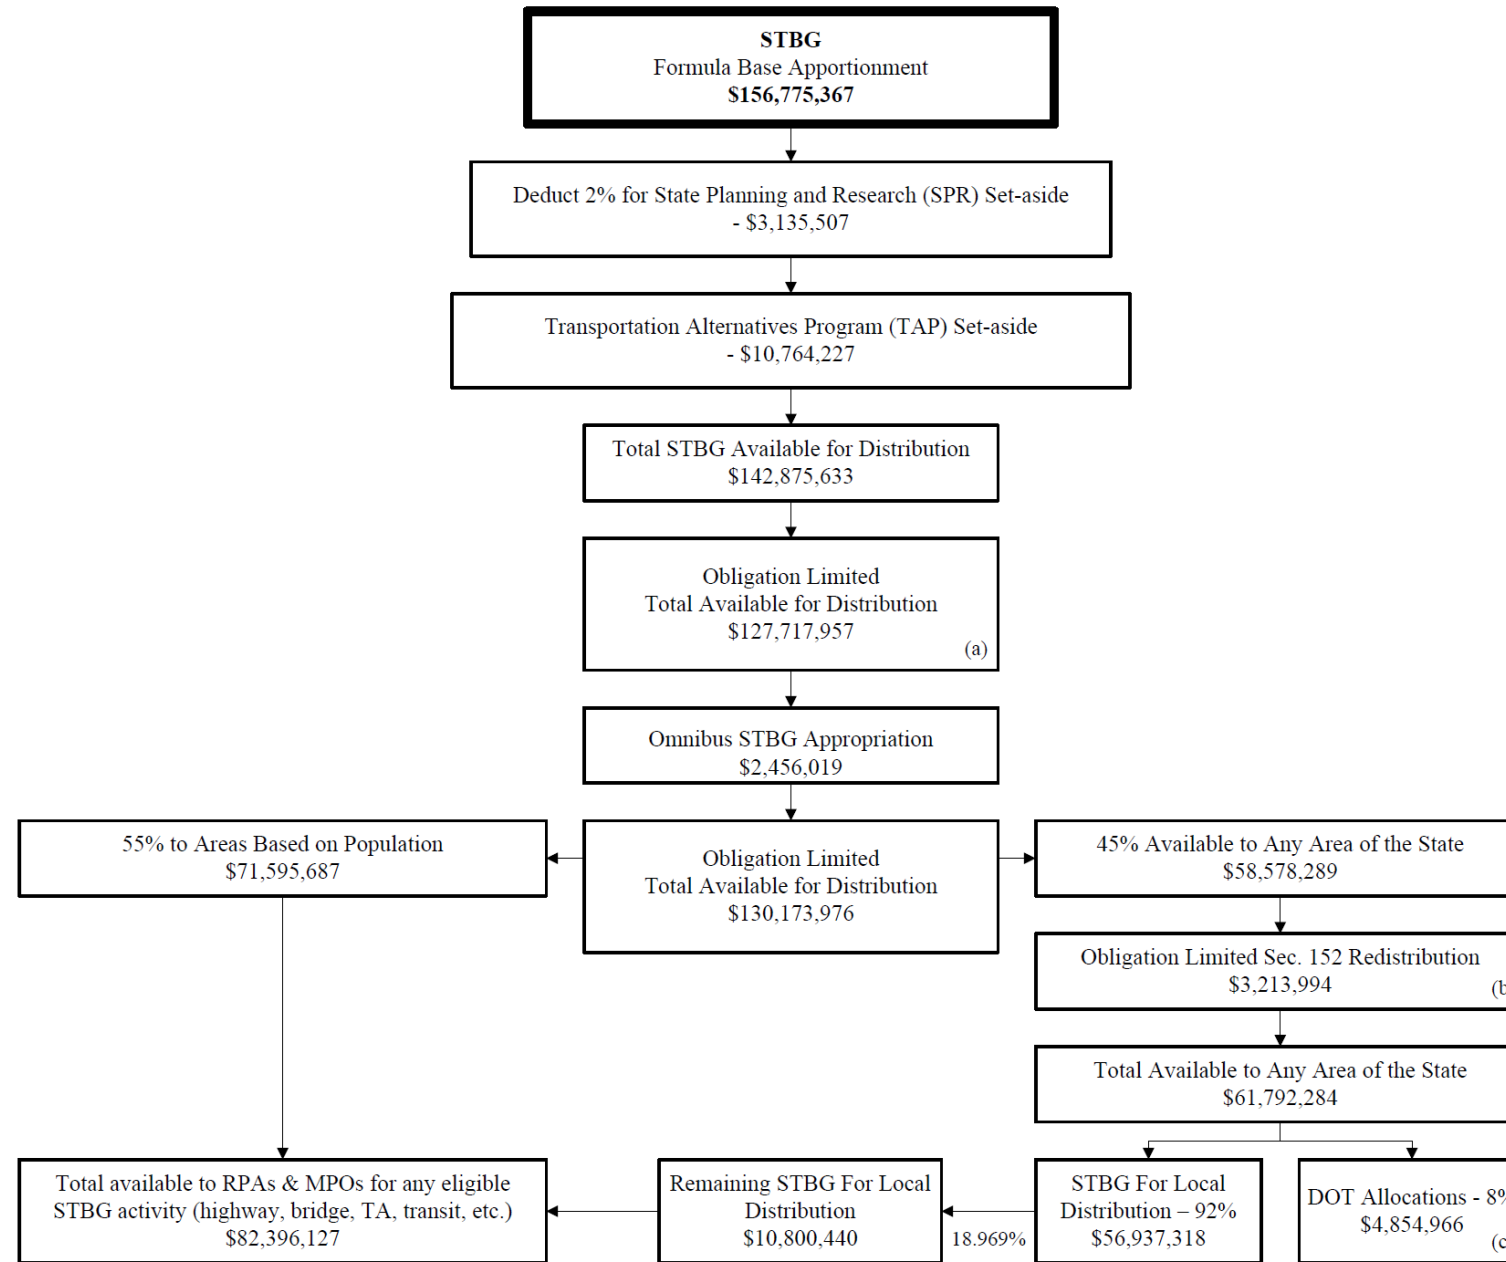 STBG
Formula Base Apportionment
$156,775,367
Deduct 2% for State Planning and Research (SPR) Set-aside
- $3,135,507
Transportation Alternatives Program (TAP) Set-aside
- $10,764,227
Total STBG Available for Distribution
$142,875,633
Obligation Limited
Total Available for Distribution
$127,717,957
(a)
Omnibus STBG Appropriation
$2,456,019
55% to Areas Based on Population
$71,595,687
Obligation Limited
Total Available for Distribution
$130,173,976
45% Available to Any Area of the State
$58,578,289
Obligation Limited Sec. 152 Redistribution
$3,213,994
(b
Total Available to Any Area of the State
$61,792,284
Total available to RPAs & MPOs for any eligible
STBG activity (highway, bridge, TA, transit, etc.)
$82,396,127
Remaining STBG For Local
Distribution
$10,800,440
18.969%
STBG For Local
Distribution – 92%
$56,937,318
DOT Allocations - 8%
$4,854,966
(c